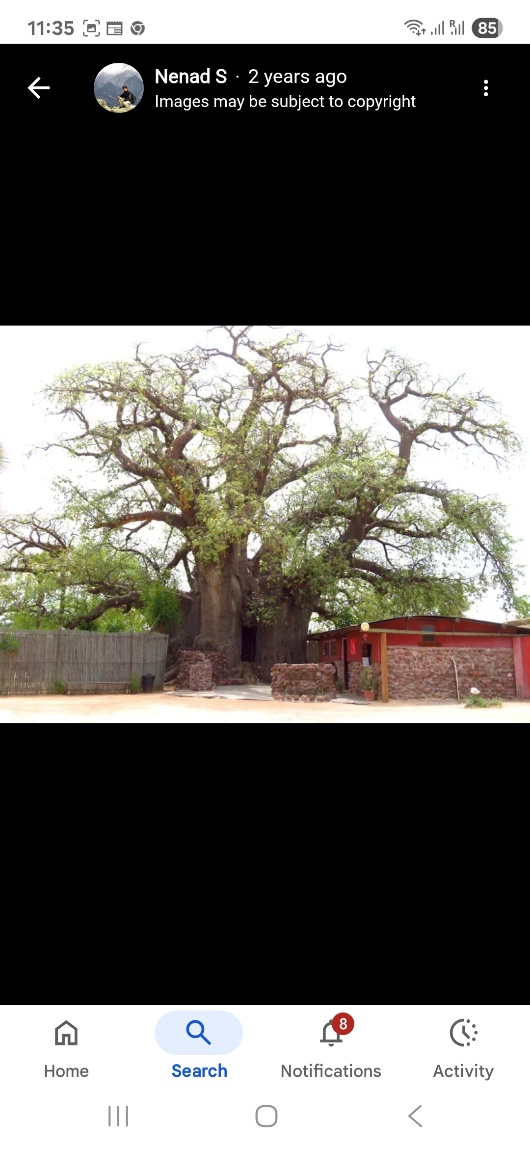 11:35
85
Nenad S · 2 years ago
Images may be subject to copyright
8
Home
Search
Notifications
Activity